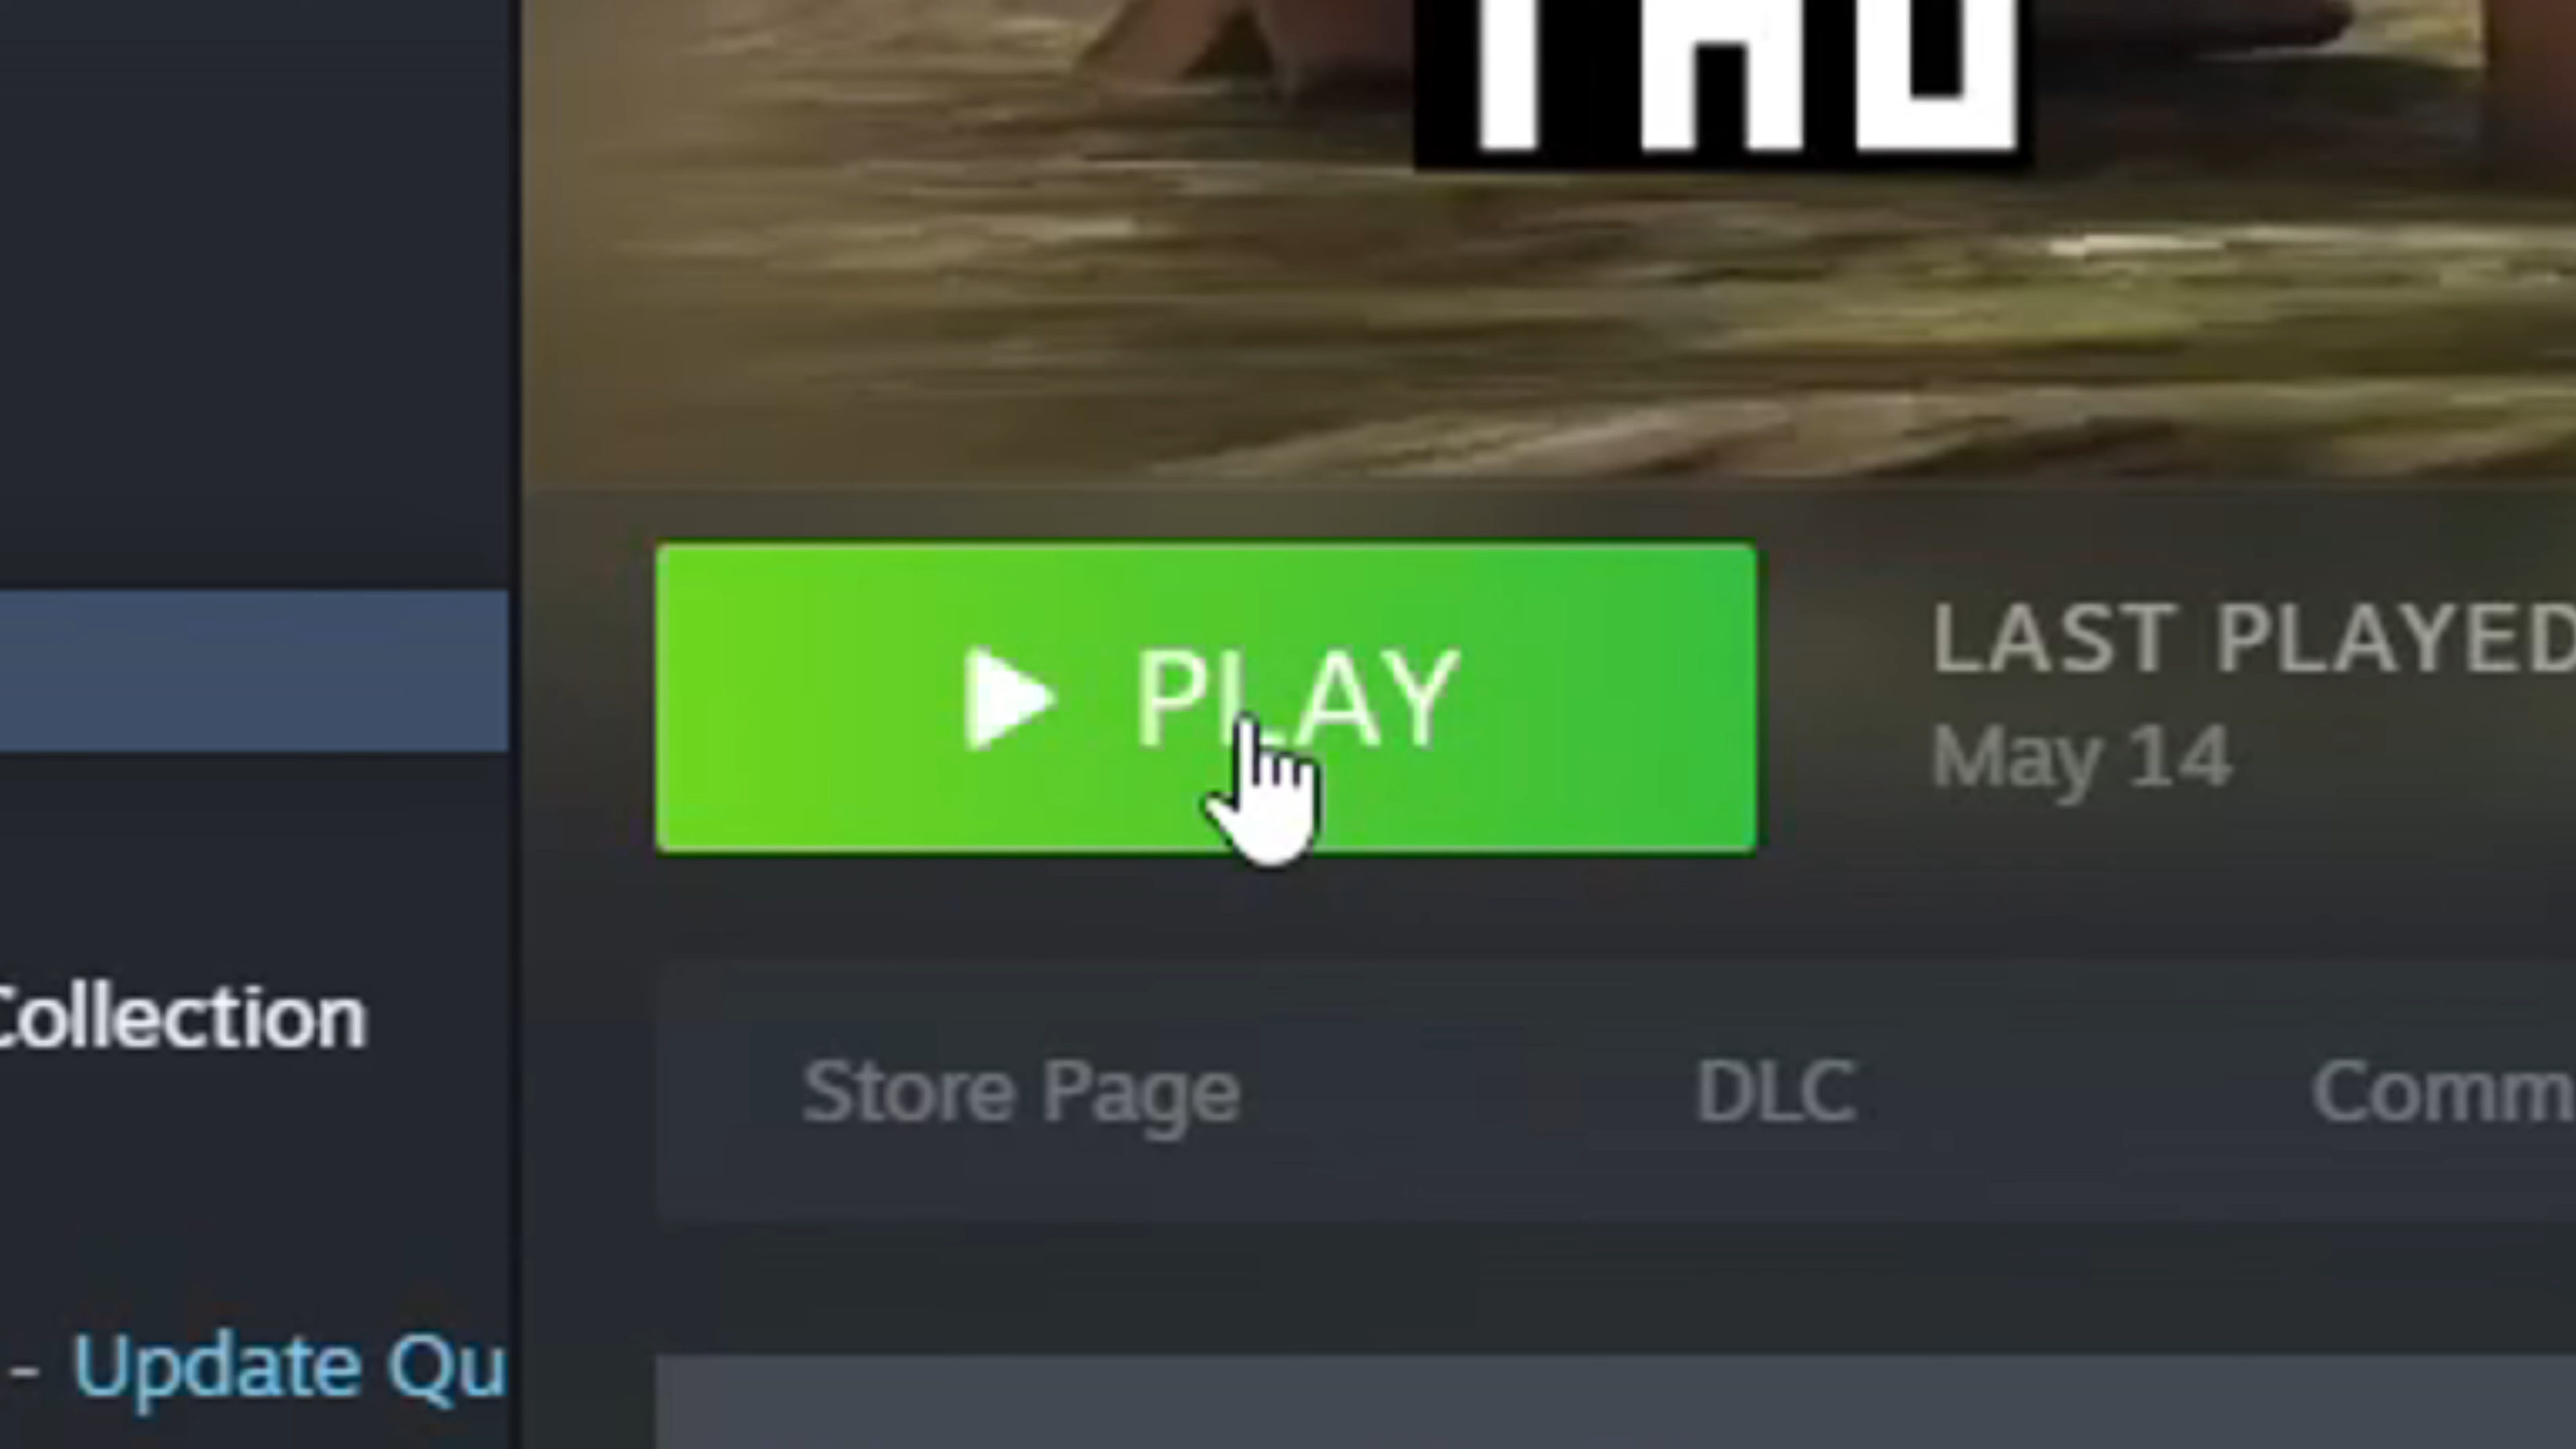 PLAY
LAST PLAYED
May 14
Collection
Store Page
DLC
Comm
- Update Qu